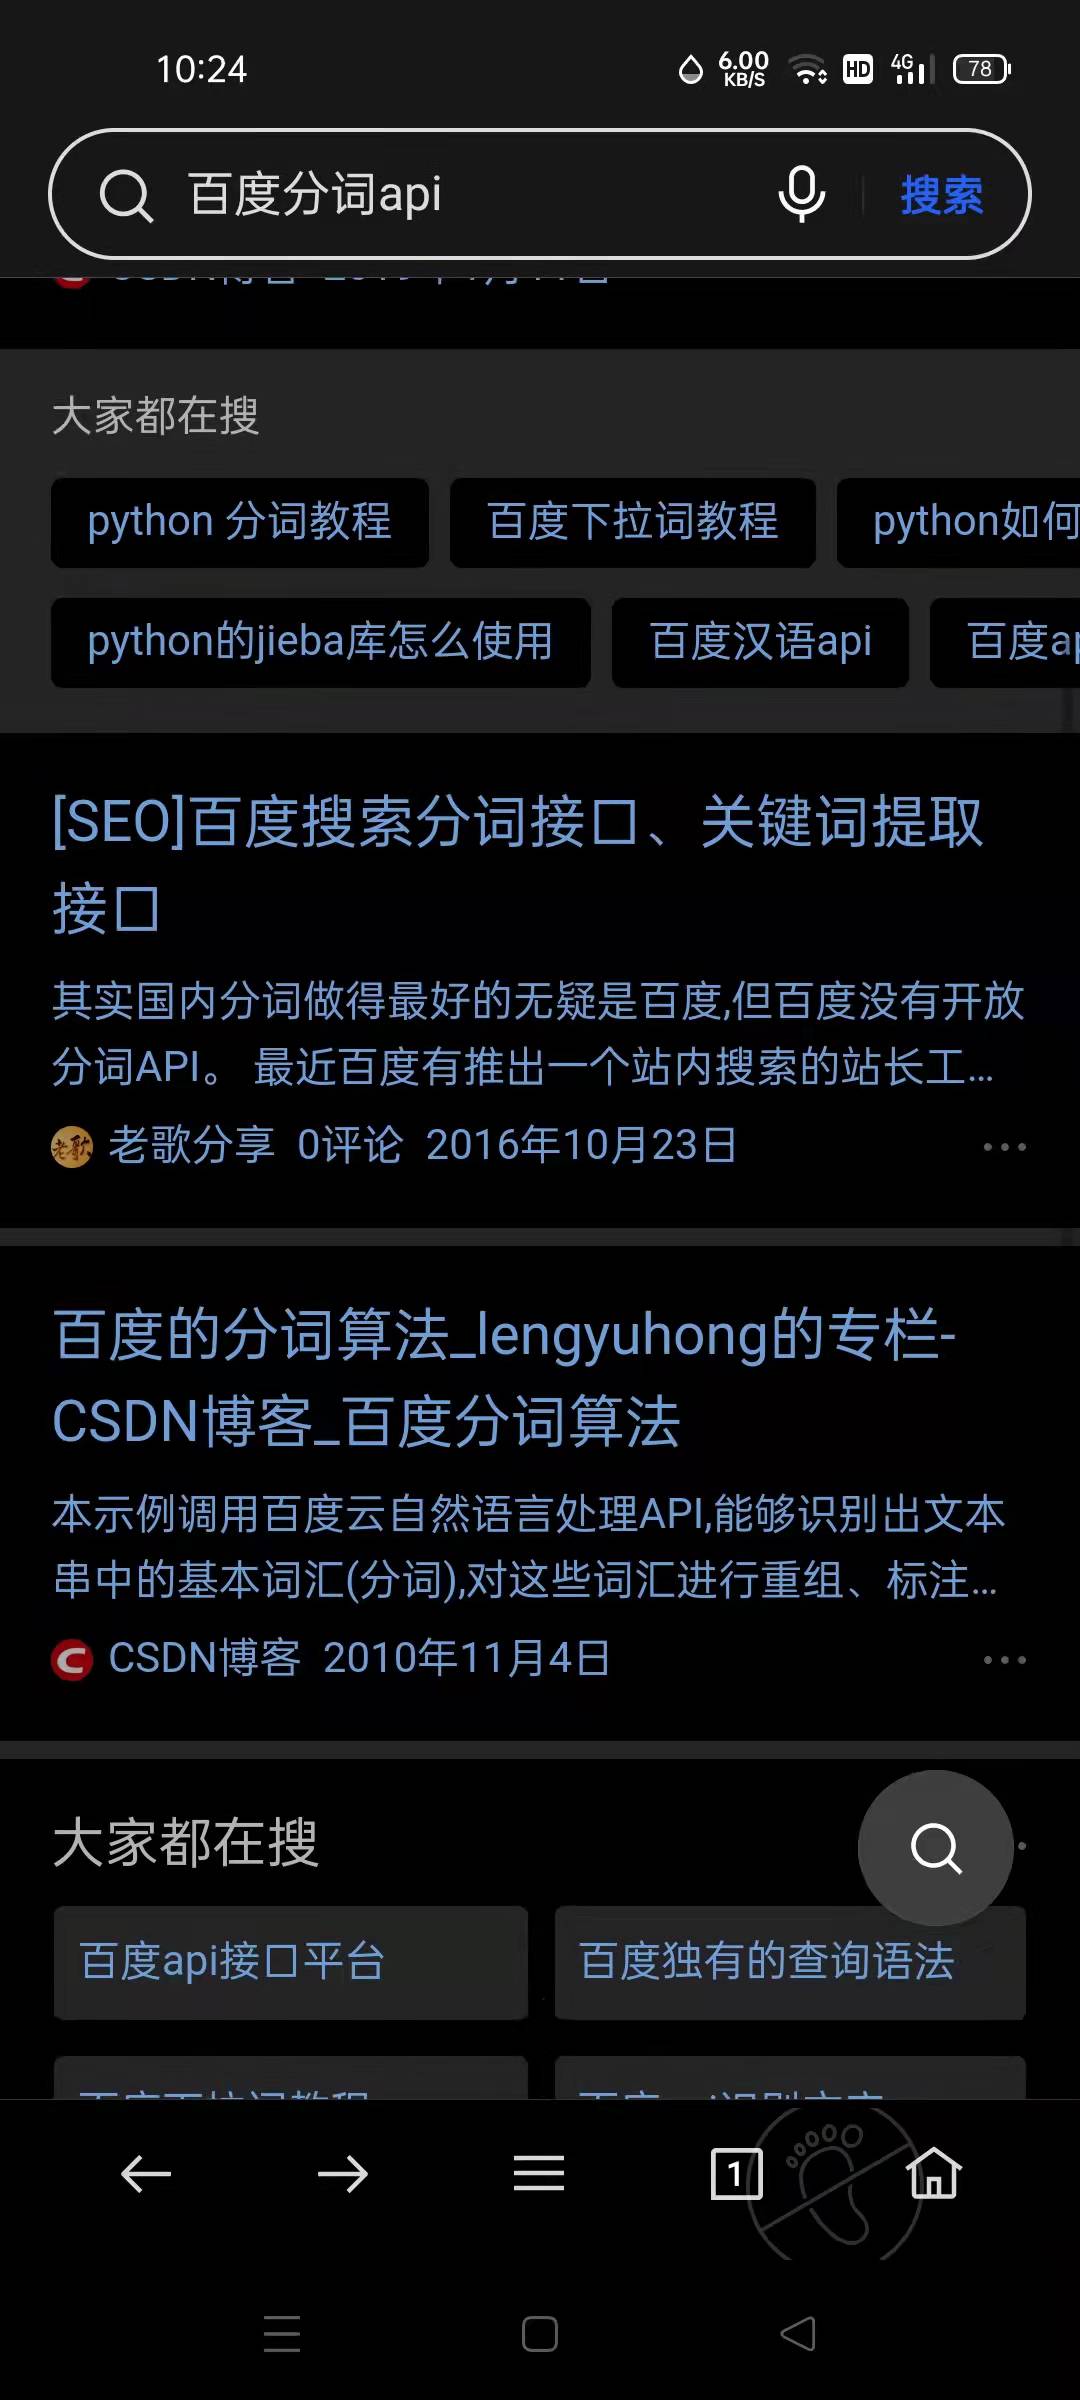 10:24
6.00
KB/S
HD
4G
78
百度分词api
搜索
大家都在搜
python 分词教程
百度下拉词教程
python如何
python的jieba库怎么使用
百度汉语api
百度ap
[SEO]百度搜索分词接口、关键词提取
接口
其实国内分词做得最好的无疑是百度,但百度没有开放
分词API。 最近百度有推出一个站内搜索的站长工...
老歌分享 0评论 2016年10月23日
百度的分词算法_lengyuhong的专栏-
CSDN博客_百度分词算法
本示例调用百度云自然语言处理API,能够识别出文本
串中的基本词汇(分词),对这些词汇进行重组、标注...
CSDN博客 2010年11月4日
大家都在搜
百度api接口平台
百度独有的查询语法
1